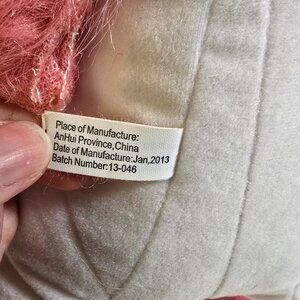 Place of Manufacture:
AnHui Province,China
Date of Manufacture:Jan,2013
Batch Number:13-046